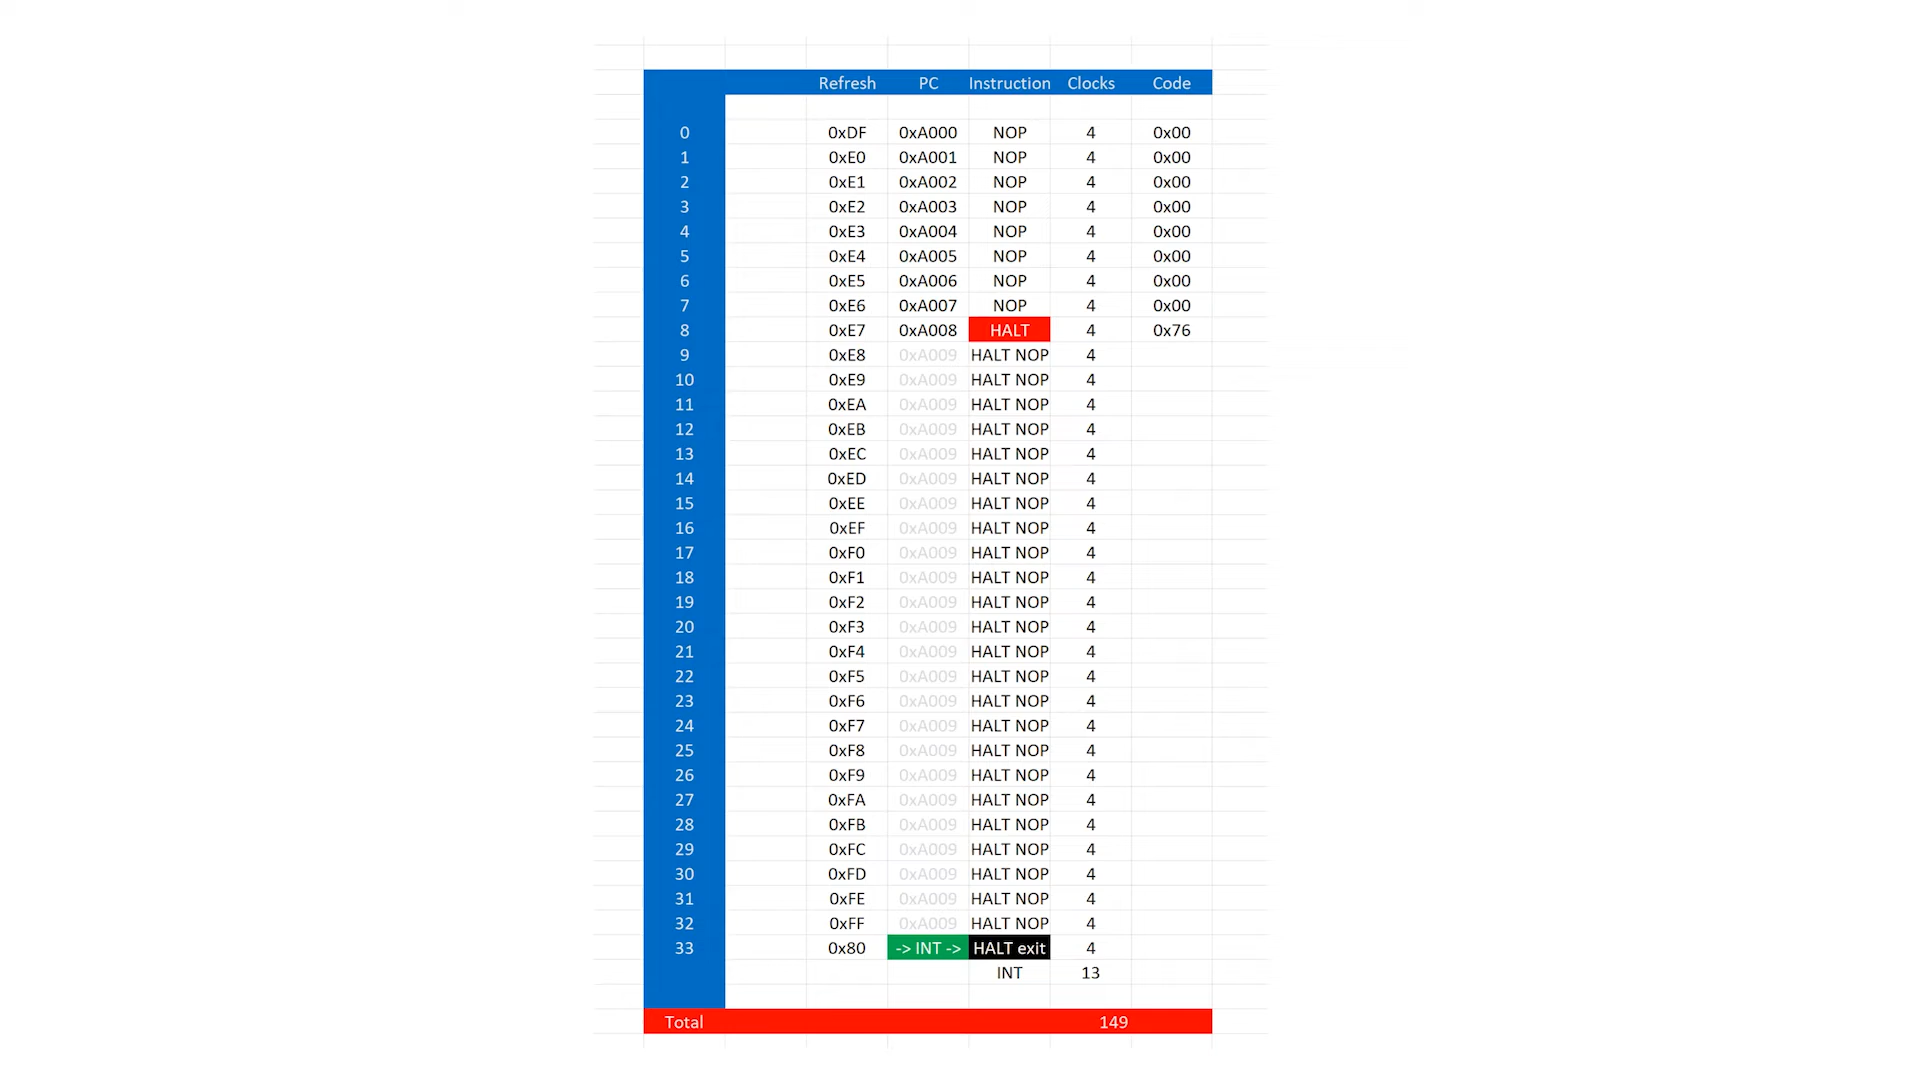 Refresh PC Instruction Clocks Code
0 0xDF 0xA000 NOP 4 0x00
1 0xE0 0xA001 NOP 4 0x00
2 0xE1 0xA002 NOP 4 0x00
3 0xE2 0xA003 NOP 4 0x00
4 0xE3 0xA004 NOP 4 0x00
5 0xE4 0xA005 NOP 4 0x00
6 0xE5 0xA006 NOP 4 0x00
7 0xE6 0xA007 NOP 4 0x00
8 0xE7 0xA008 HALT 4 0x76
9 0xE8 0xA009 HALT NOP 4
10 0xE9 0xA009 HALT NOP 4
11 0xEA 0xA009 HALT NOP 4
12 0xEB 0xA009 HALT NOP 4
13 0xEC 0xA009 HALT NOP 4
14 0xED 0xA009 HALT NOP 4
15 0xEE 0xA009 HALT NOP 4
16 0xEF 0xA009 HALT NOP 4
17 0xF0 0xA009 HALT NOP 4
18 0xF1 0xA009 HALT NOP 4
19 0xF2 0xA009 HALT NOP 4
20 0xF3 0xA009 HALT NOP 4
21 0xF4 0xA009 HALT NOP 4
22 0xF5 0xA009 HALT NOP 4
23 0xF6 0xA009 HALT NOP 4
24 0xF7 0xA009 HALT NOP 4
25 0xF8 0xA009 HALT NOP 4
26 0xF9 0xA009 HALT NOP 4
27 0xFA 0xA009 HALT NOP 4
28 0xFB 0xA009 HALT NOP 4
29 0xFC 0xA009 HALT NOP 4
30 0xFD 0xA009 HALT NOP 4
31 0xFE 0xA009 HALT NOP 4
32 0xFF 0xA009 HALT NOP 4
33 0x80 -> INT -> HALT exit 4
INT 13
Total 149